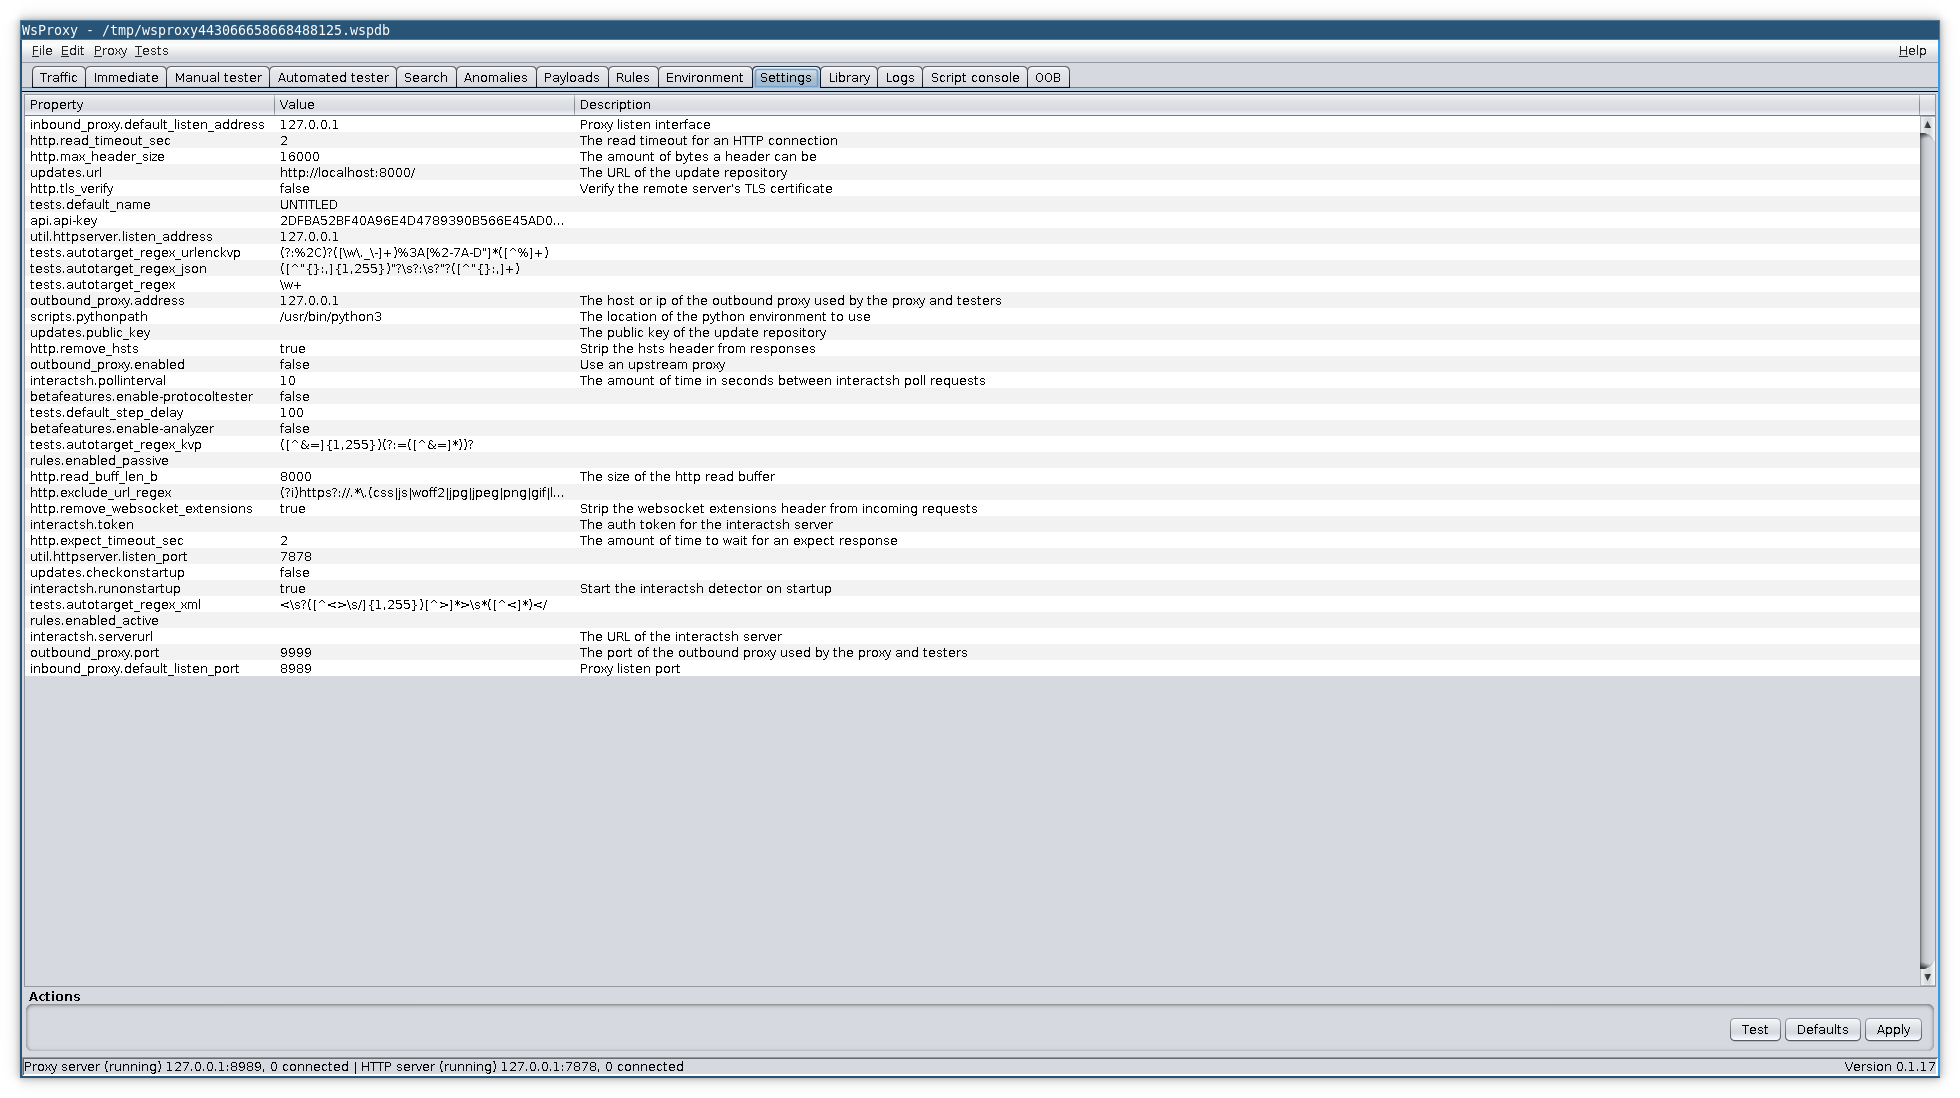 WsProxy - /tmp/wsproxy443066658668488125.wspdb
File Edit Proxy Tests Help
Traffic Immediate Manual tester Automated tester Search Anomalies Payloads Rules Environment Settings Library Logs Script console OOB
Property Value Description
inbound_proxy.default_listen_address 127.0.0.1 Proxy listen interface
http.read_timeout_sec 2 The read timeout for an HTTP connection
http.max_header_size 16000 The amount of bytes a header can be
updates.url http://localhost:8000/ The URL of the update repository
http.tls_verify false Verify the remote server's TLS certificate
tests.default_name UNTITLED
api.api-key 2DFBA52BF40A96E4D4789390B566E45AD0...
util.httpserver.listen_address 127.0.0.1
tests.autotarget_regex_urlenckvp (?:%2C)?([\w\._\-]+)%3A[%2-7A-D"]*([^%]+)
tests.autotarget_regex_json ([^"{}:,]{1,255})"?\s?:\s?"?([^"{}:,]+)
tests.autotarget_regex \w+
outbound_proxy.address 127.0.0.1 The host or ip of the outbound proxy used by the proxy and testers
scripts.pythonpath /usr/bin/python3 The location of the python environment to use
updates.public_key The public key of the update repository
http.remove_hsts true Strip the hsts header from responses
outbound_proxy.enabled false Use an upstream proxy
interactsh.pollinterval 10 The amount of time in seconds between interactsh poll requests
betafeatures.enable-protocoltester false
tests.default_step_delay 100
betafeatures.enable-analyzer false
tests.autotarget_regex_kvp ([^&=]{1,255})(?:=([^&=]*))?
rules.enabled_passive
http.read_buff_len_b 8000 The size of the http read buffer
http.exclude_url_regex (?i)https?://.*\.(css|js|woff2|jpg|jpeg|png|gif|l...
http.remove_websocket_extensions true Strip the websocket extensions header from incoming requests
interactsh.token The auth token for the interactsh server
http.expect_timeout_sec 2 The amount of time to wait for an expect response
util.httpserver.listen_port 7878
updates.checkonstartup false
interactsh.runonstartup true Start the interactsh detector on startup
tests.autotarget_regex_xml <\s?([^<>\s/]{1,255})[^>]*>\s*([^<]*)</
rules.enabled_active
interactsh.serverurl The URL of the interactsh server
outbound_proxy.port 9999 The port of the outbound proxy used by the proxy and testers
inbound_proxy.default_listen_port 8989 Proxy listen port
Actions
Test Defaults Apply
Proxy server (running) 127.0.0.1:8989, 0 connected | HTTP server (running) 127.0.0.1:7878, 0 connected Version 0.1.17